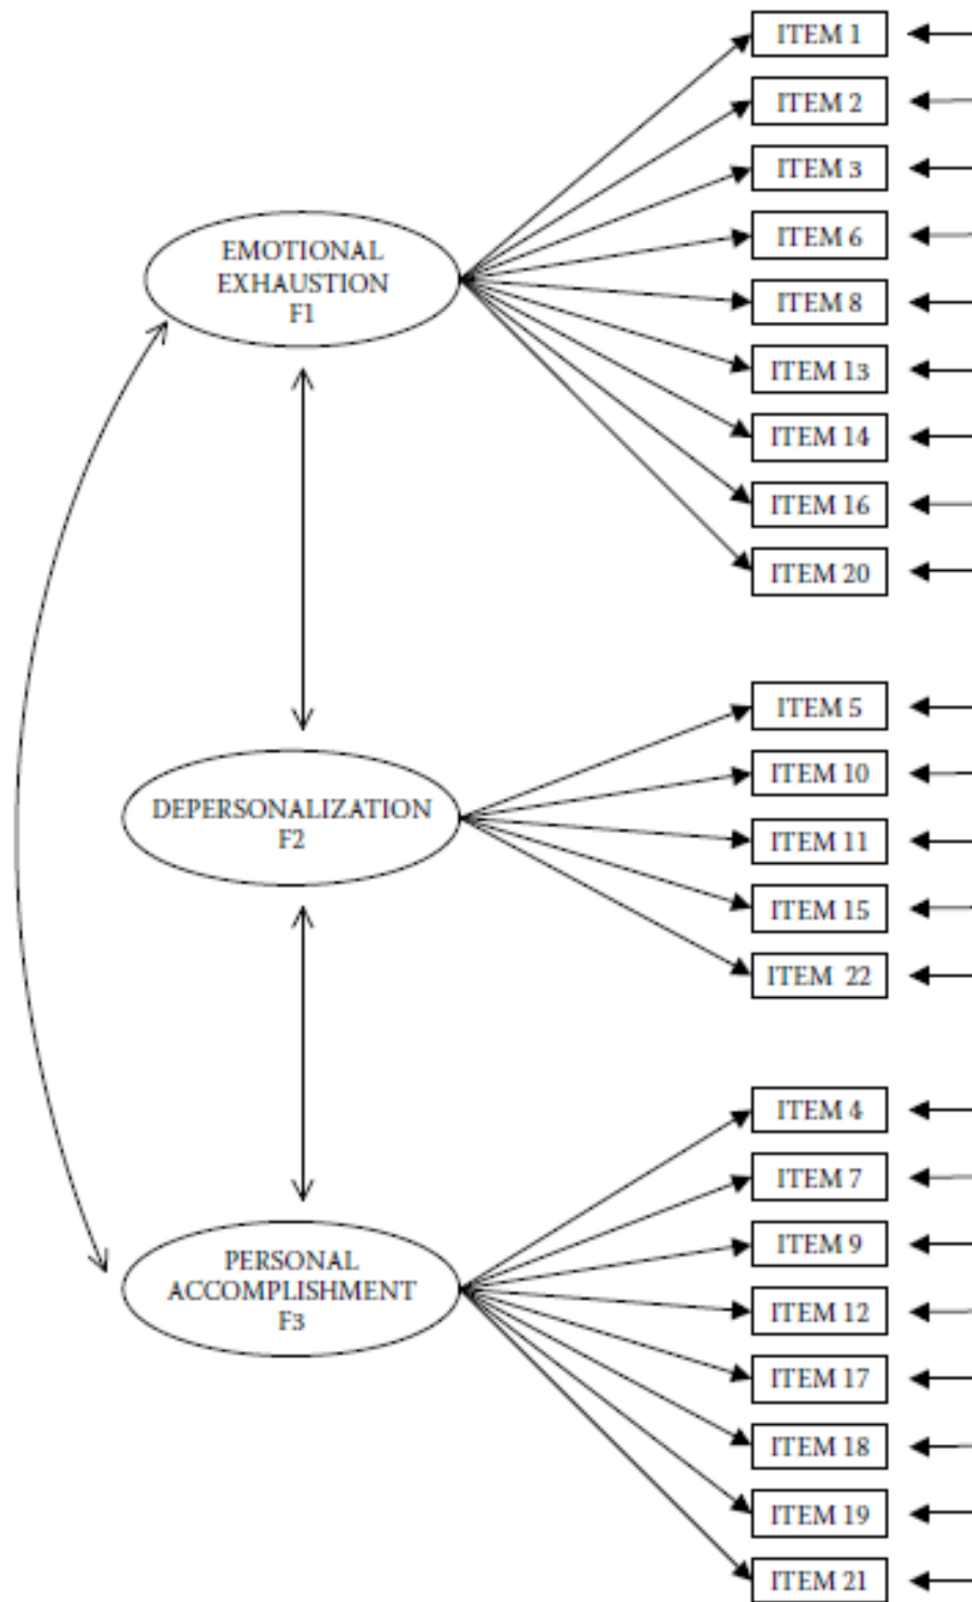 ITEM 1
ITEM 2
ITEM 3
ITEM 6
ITEM 8
ITEM 13
ITEM 14
ITEM 16
ITEM 20
EMOTIONAL
EXHAUSTION
F1
ITEM 5
ITEM 10
ITEM 11
ITEM 15
ITEM 22
DEPERSONALIZATION
F2
ITEM 4
ITEM 7
ITEM 9
ITEM 12
ITEM 17
ITEM 18
ITEM 19
ITEM 21
PERSONAL
ACCOMPLISHMENT
F3